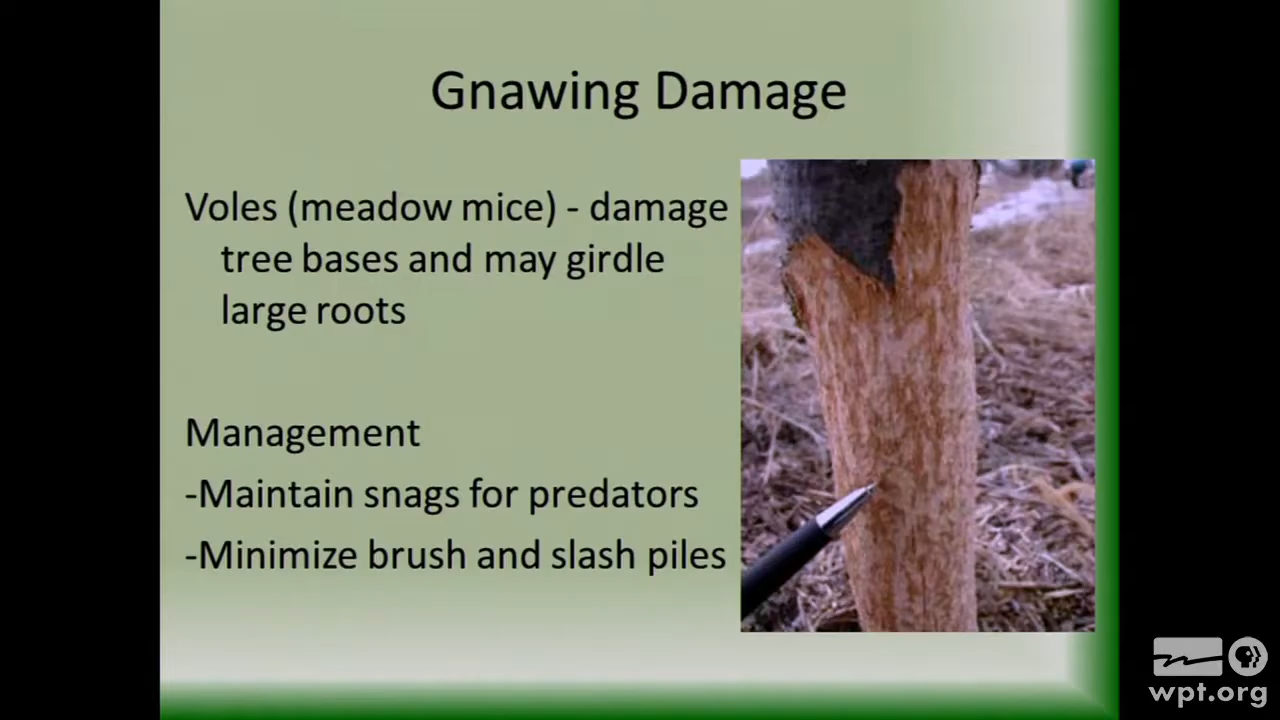 Gnawing Damage
Voles (meadow mice) - damage
tree bases and may girdle
large roots
Management
-Maintain snags for predators
-Minimize brush and slash piles
wpt.org